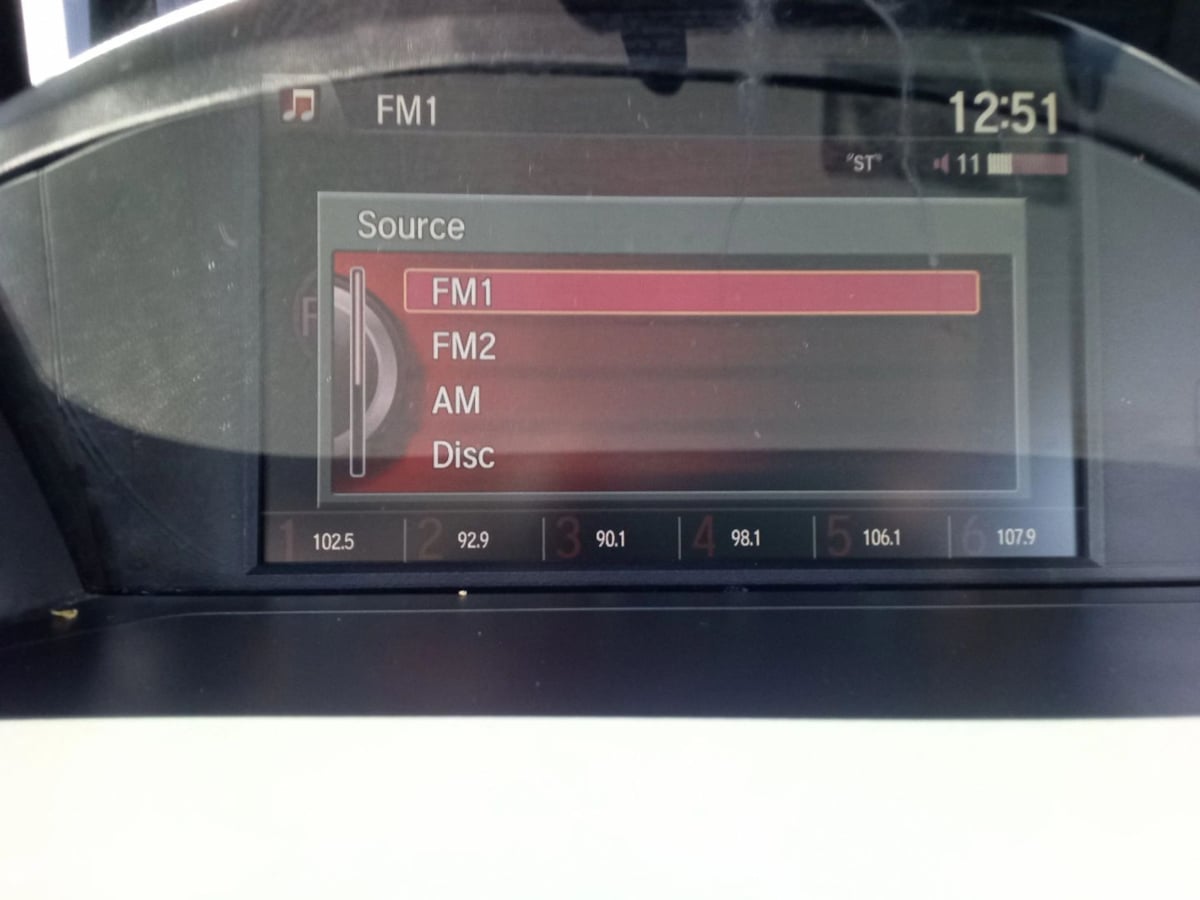 FM1 12:51
"ST" 11
Source
FM1
FM2
AM
Disc
1 102.5 2 92.9 3 90.1 4 98.1 5 106.1 6 107.9